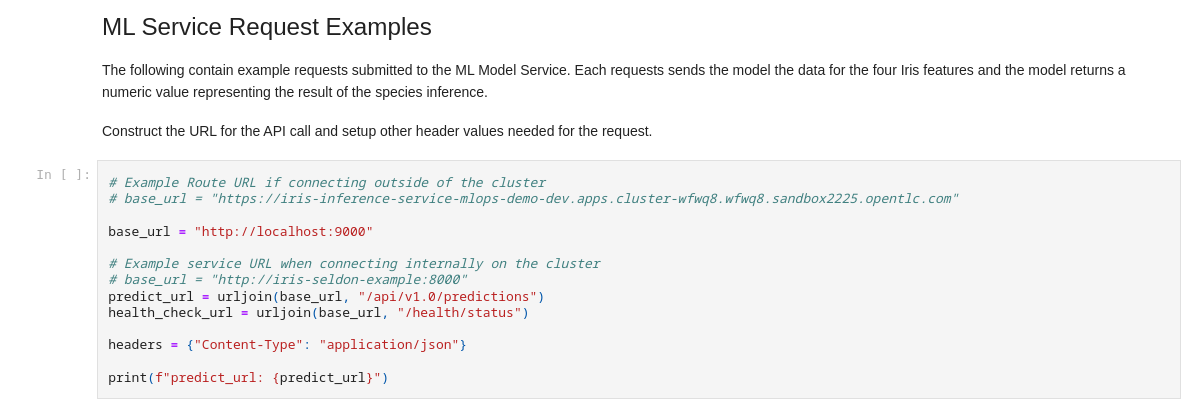 ML Service Request Examples
The following contain example requests submitted to the ML Model Service. Each requests sends the model the data for the four Iris features and the model returns a
numeric value representing the result of the species inference.
Construct the URL for the API call and setup other header values needed for the request.
In [ ]:
# Example Route URL if connecting outside of the cluster
# base_url = "https://iris-inference-service-mlops-demo-dev.apps.cluster-wfwq8.wfwq8.sandbox2225.opentlc.com"
base_url = "http://localhost:9000"
# Example service URL when connecting internally on the cluster
# base_url = "http://iris-seldon-example:8000"
predict_url = urljoin(base_url, "/api/v1.0/predictions")
health_check_url = urljoin(base_url, "/health/status")
headers = {"Content-Type": "application/json"}
print(f"predict_url: {predict_url}")